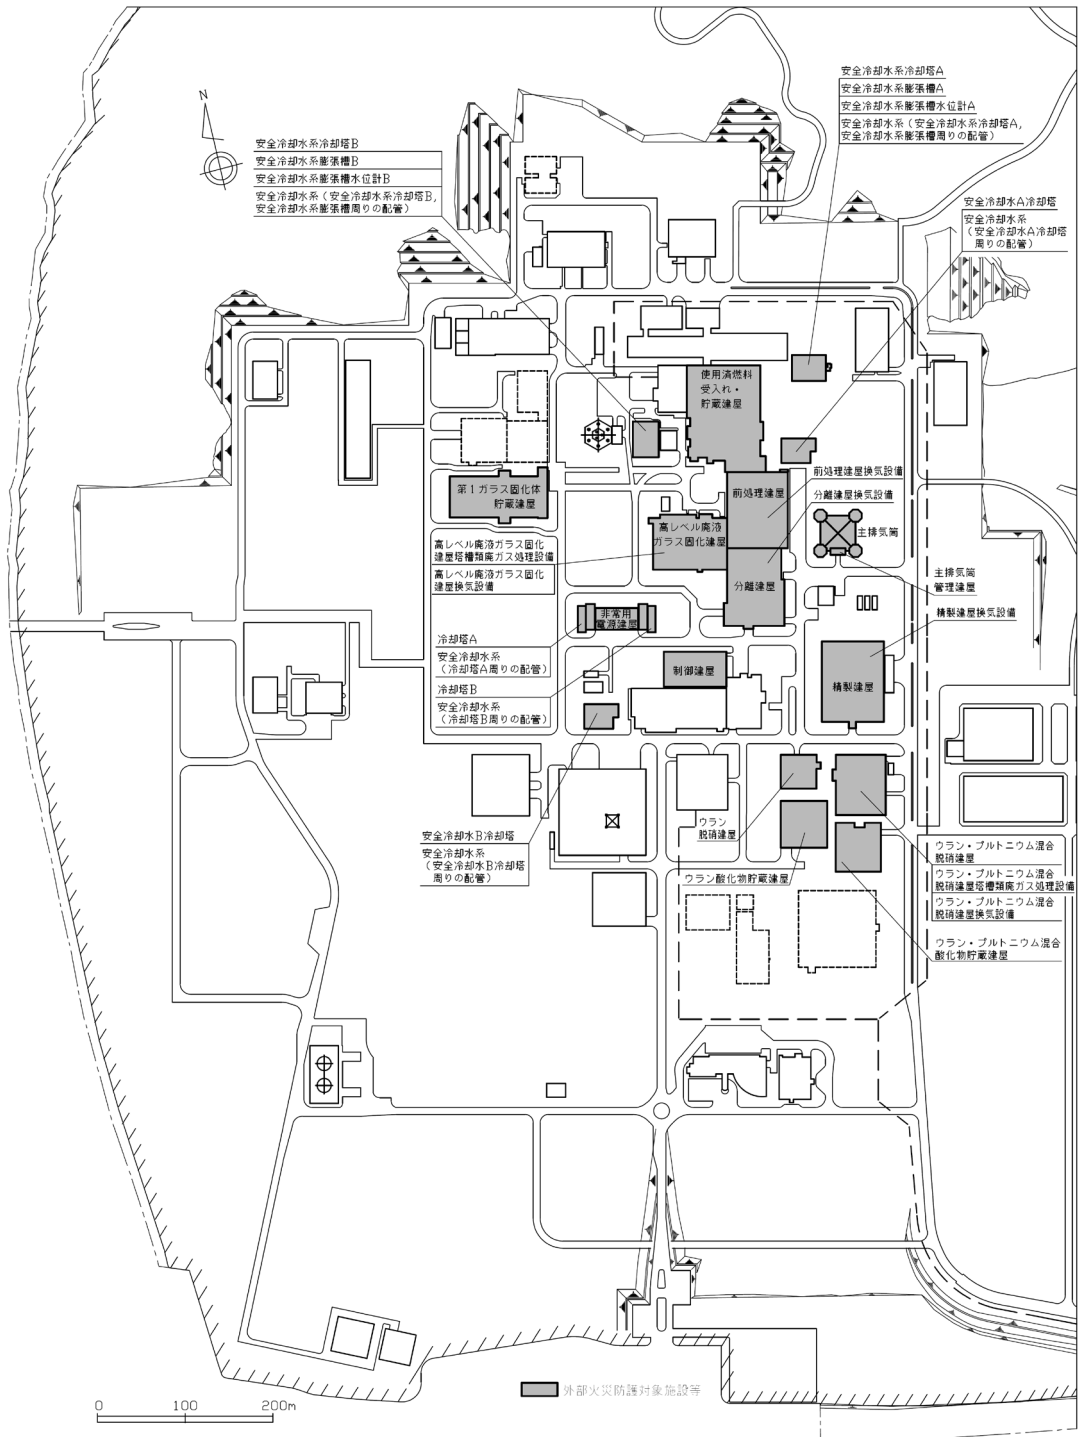 安全冷却水系冷却塔A
安全冷却水系膨張槽A
安全冷却水系膨張槽水位計A
安全冷却水系（安全冷却水系冷却塔A，
安全冷却水系膨張槽周りの配管）
N
安全冷却水系冷却塔B
安全冷却水系膨張槽B
安全冷却水系膨張槽水位計B
安全冷却水系（安全冷却水系冷却塔B，
安全冷却水系膨張槽周りの配管）
安全冷却水A冷却塔
安全冷却水系
（安全冷却水A冷却塔
周りの配管）
使用済燃料
受入れ・
貯蔵建屋
前処理建屋換気設備
分離建屋換気設備
第1ガラス固化体
貯蔵建屋
前処理建屋
高レベル廃液
ガラス固化建屋
主排気筒
高レベル廃液ガラス固化
建屋塔槽類廃ガス処理設備
高レベル廃液ガラス固化
建屋換気設備
分離建屋
主排気筒
管理建屋
精製建屋換気設備
非常用
電源建屋
冷却塔A
安全冷却水系
（冷却塔A周りの配管）
冷却塔B
安全冷却水系
（冷却塔B周りの配管）
制御建屋
精製建屋
安全冷却水B冷却塔
安全冷却水系
（安全冷却水B冷却塔
周りの配管）
ウラン
脱硝建屋
ウラン酸化物貯蔵建屋
ウラン・プルトニウム混合
脱硝建屋
ウラン・プルトニウム混合
脱硝建屋塔槽類廃ガス処理設備
ウラン・プルトニウム混合
脱硝建屋換気設備
ウラン・プルトニウム混合
酸化物貯蔵建屋
外部火災防護対象施設等
0 100 200m